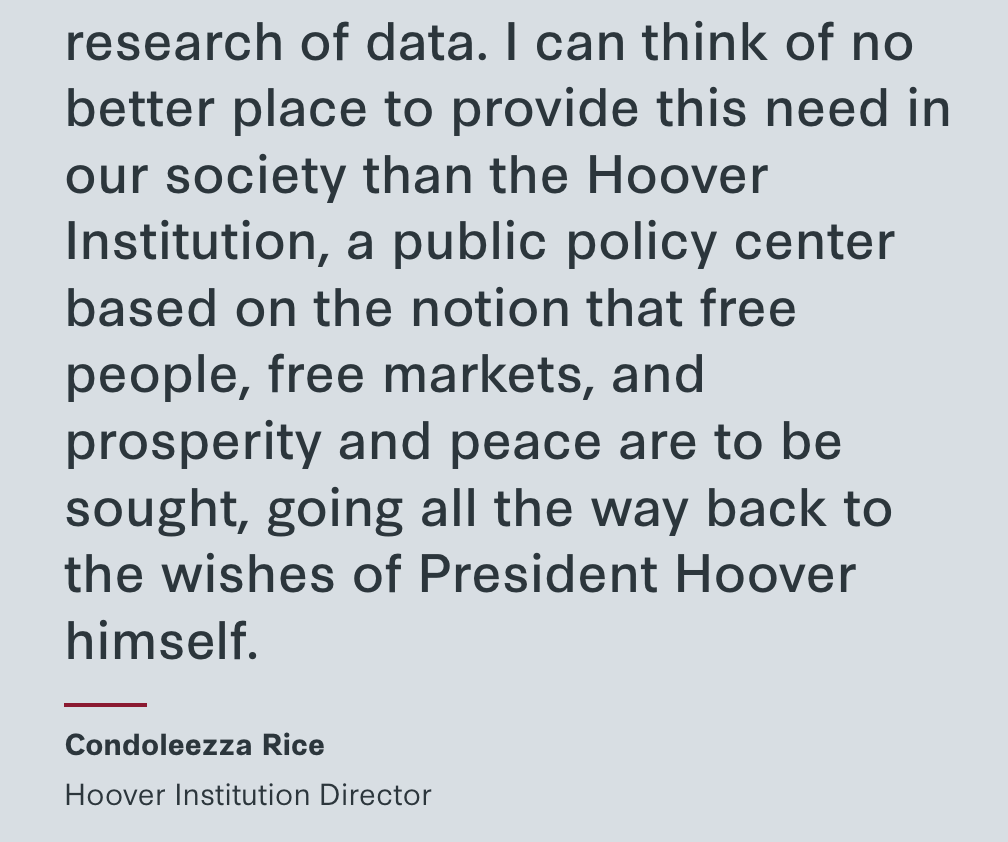 research of data. I can think of no
better place to provide this need in
our society than the Hoover
Institution, a public policy center
based on the notion that free
people, free markets, and
prosperity and peace are to be
sought, going all the way back to
the wishes of President Hoover
himself.
Condoleezza Rice
Hoover Institution Director